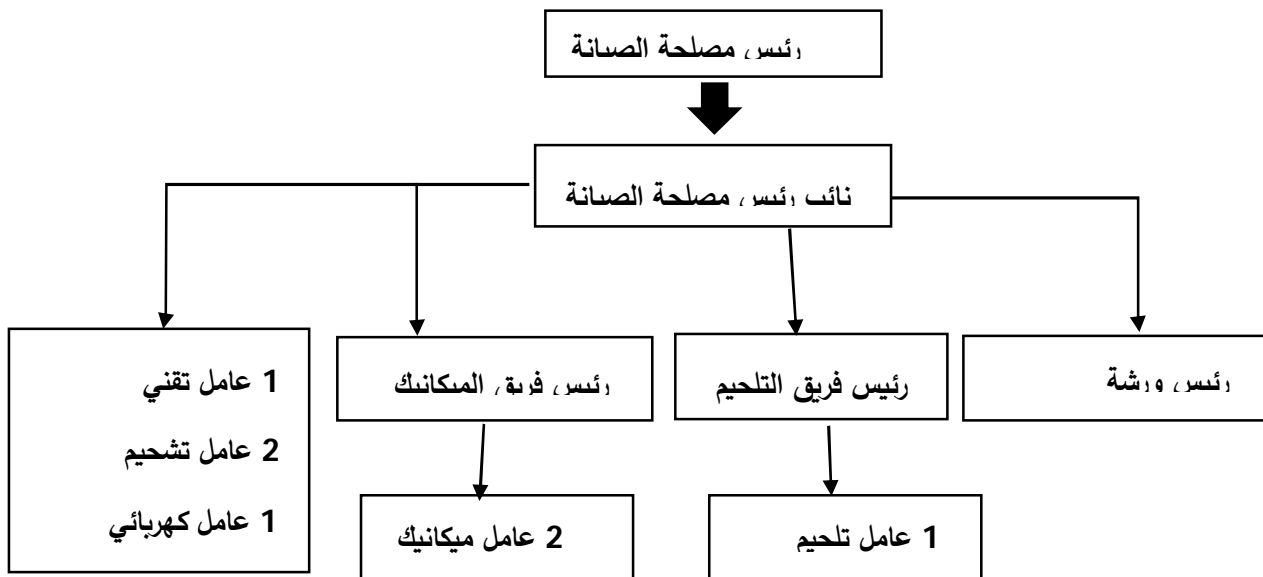 رئيس مصلحة الصيانة
نائب رئيس مصلحة الصيانة
رئيس ورشة
رئيس فريق التلحيم
رئيس فريق الميكانيك
1 عامل تقني
2 عامل تشحيم
1 عامل كهربائي
1 عامل تلحيم
2 عامل ميكانيك